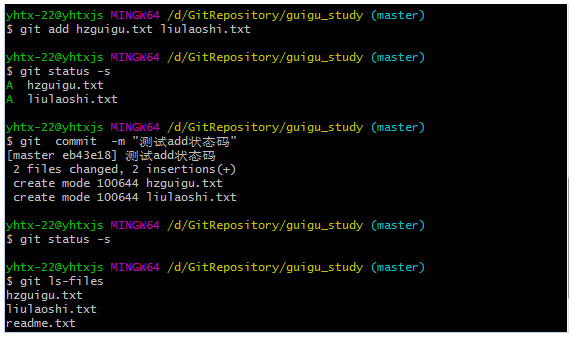 yhtx-22@yhtxjs MINGW64 /d/GitRepository/guigu_study (master)
$ git add hzguigu.txt liulaoshi.txt
yhtx-22@yhtxjs MINGW64 /d/GitRepository/guigu_study (master)
$ git status -s
A  hzguigu.txt
A  liulaoshi.txt
yhtx-22@yhtxjs MINGW64 /d/GitRepository/guigu_study (master)
$ git  commit  -m "测试add状态码"
[master eb43e18] 测试add状态码
 2 files changed, 2 insertions(+)
 create mode 100644 hzguigu.txt
 create mode 100644 liulaoshi.txt
yhtx-22@yhtxjs MINGW64 /d/GitRepository/guigu_study (master)
$ git status -s
yhtx-22@yhtxjs MINGW64 /d/GitRepository/guigu_study (master)
$ git ls-files
hzguigu.txt
liulaoshi.txt
readme.txt